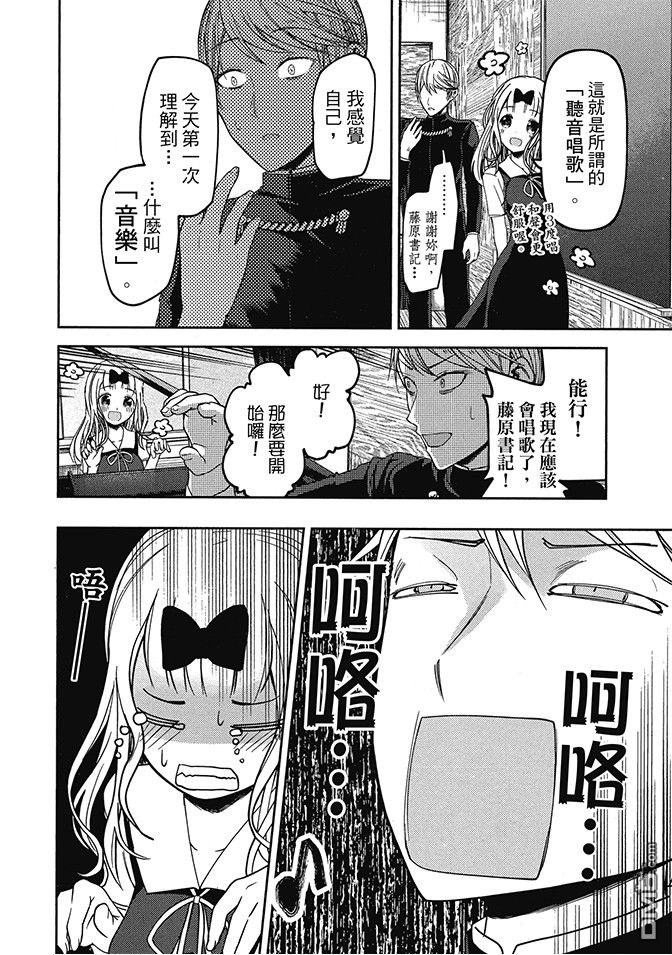 這就是所謂的
「聽音唱歌」。
用3度唱
和聲會更
舒服喔。
謝謝妳啊，
藤原書記…
我感覺
自己，
今天第一次
理解到…
…什麼叫
「音樂」。
能行！
我現在應該
會唱歌了，
藤原書記！
好！
那麼要開
始囉！
呵咯…
呵咯…
唔
DM5.com